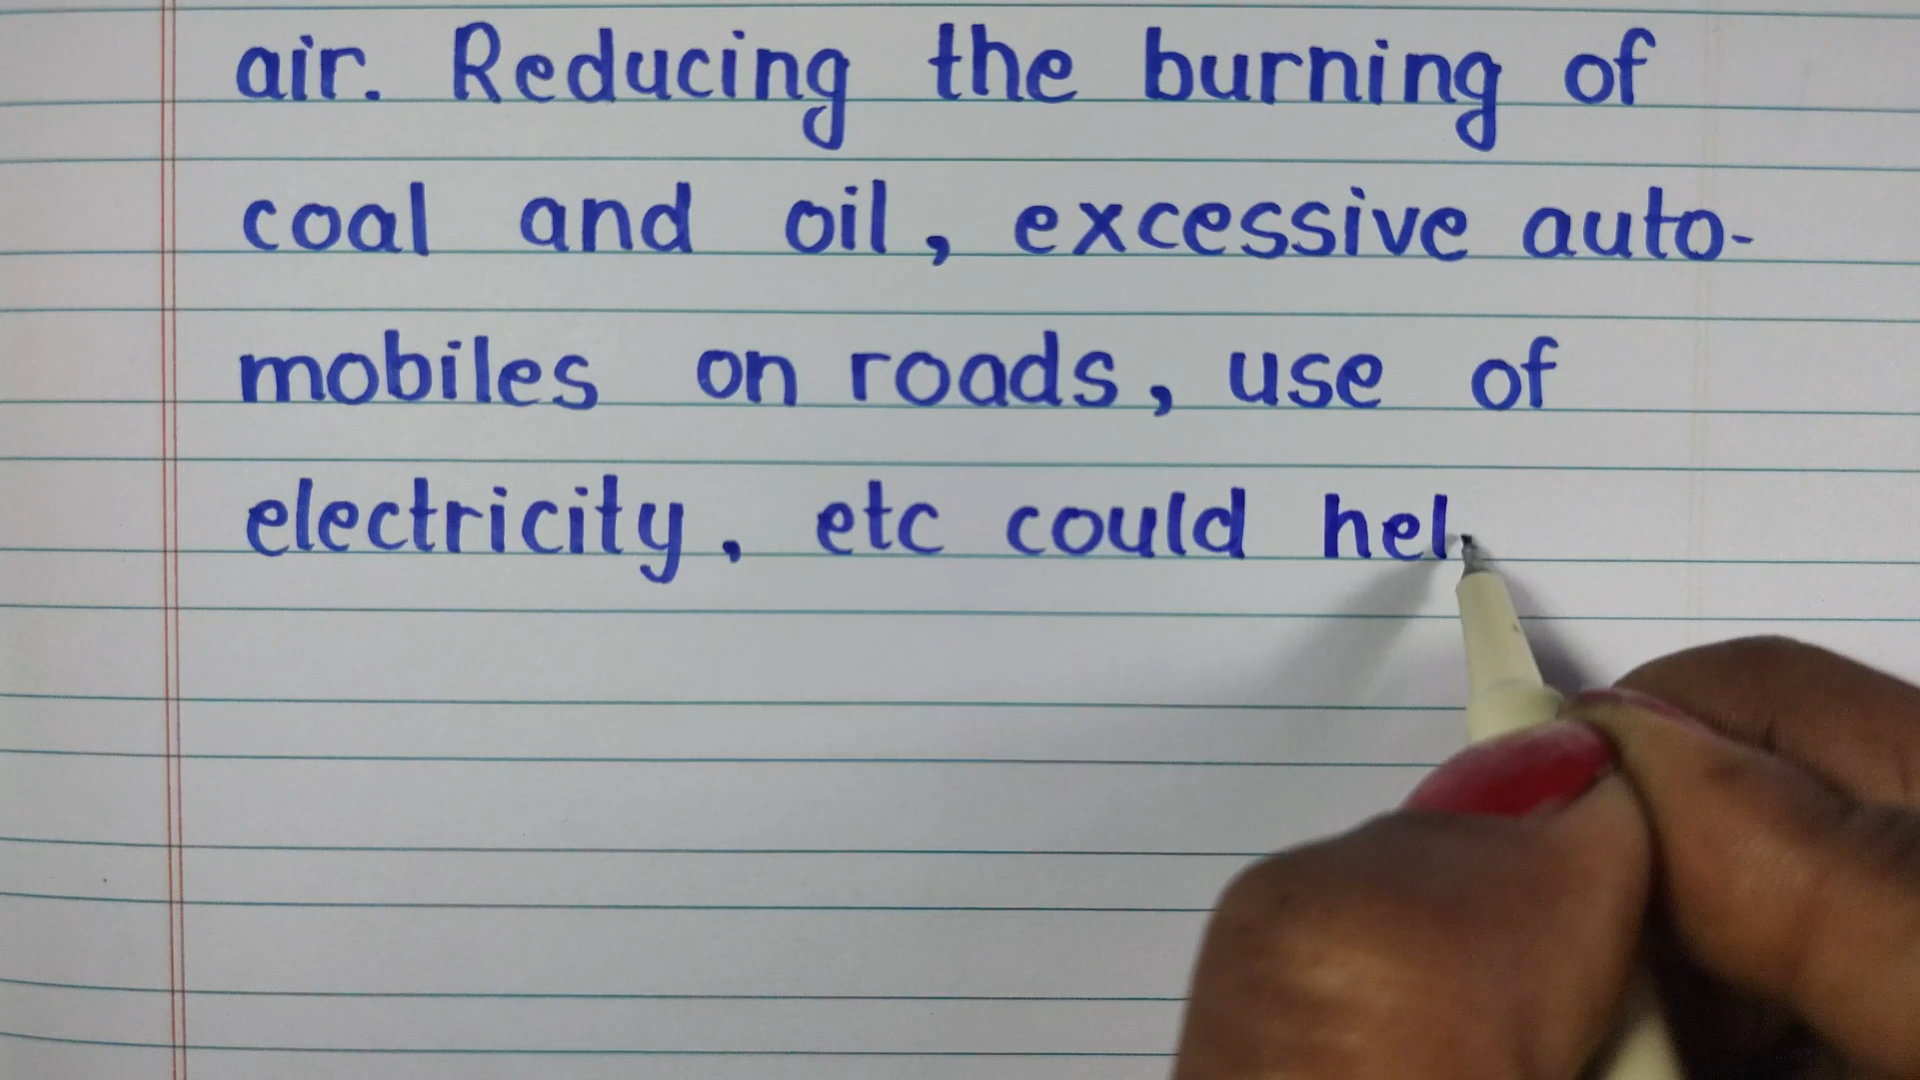 air. Reducing the burning of
coal and oil, excessive auto-
mobiles on roads, use of
electricity, etc could hel